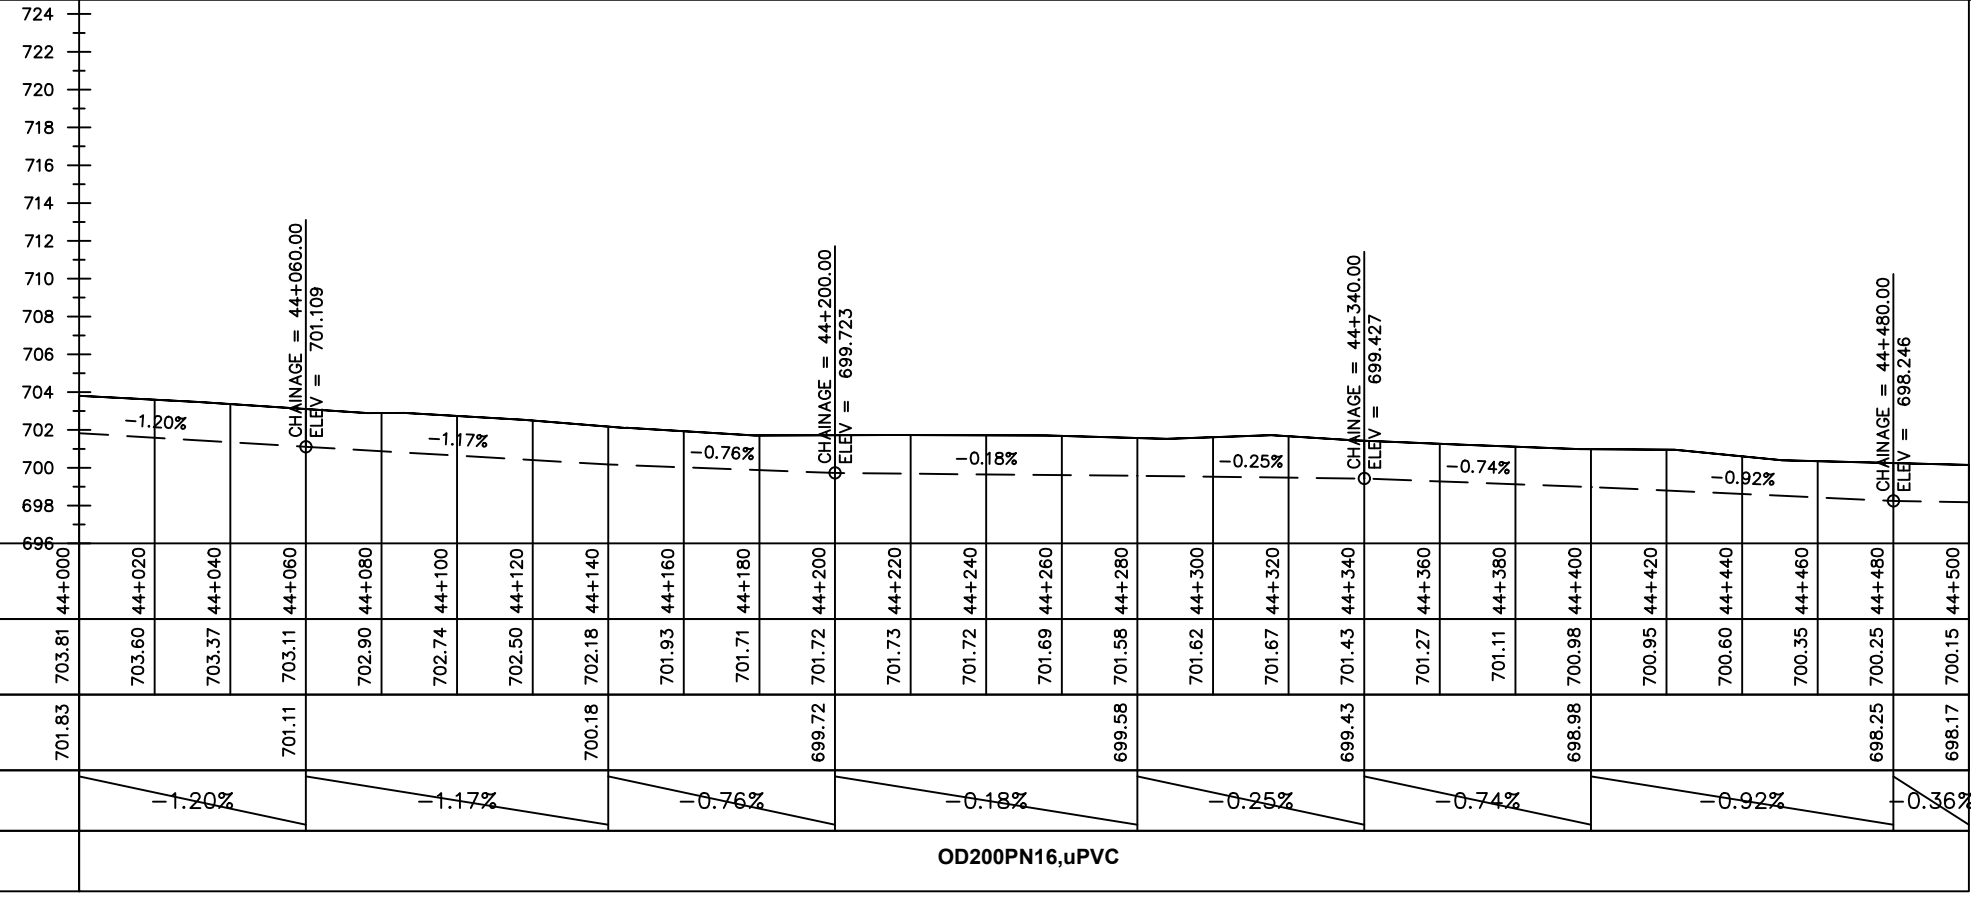 724
722
720
718
716
714
712
710
708
706
704
702
700
698
696
CHAINAGE = 44+060.00
ELEV = 701.109
CHAINAGE = 44+200.00
ELEV = 699.723
CHAINAGE = 44+340.00
ELEV = 699.427
CHAINAGE = 44+480.00
ELEV = 698.246
-1.20%
-1.17%
-0.76%
-0.18%
-0.25%
-0.74%
-0.92%
44+000 44+020 44+040 44+060 44+080 44+100 44+120 44+140 44+160 44+180 44+200 44+220 44+240 44+260 44+280 44+300 44+320 44+340 44+360 44+380 44+400 44+420 44+440 44+460 44+480 44+500
703.81 703.60 703.37 703.11 702.90 702.74 702.50 702.18 701.93 701.71 701.72 701.73 701.72 701.69 701.58 701.62 701.67 701.43 701.27 701.11 700.98 700.95 700.60 700.35 700.25 700.15
701.83 701.11 700.18 699.72 699.58 699.43 698.98 698.25 698.17
-1.20% -1.17% -0.76% -0.18% -0.25% -0.74% -0.92% -0.36%
OD200PN16,uPVC